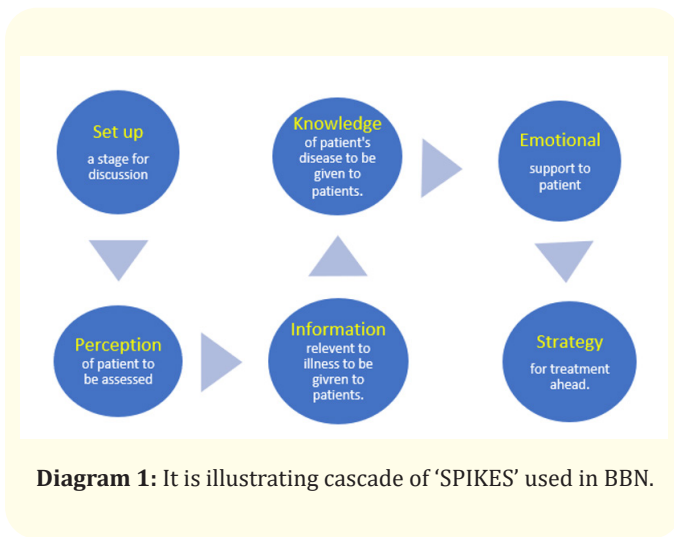 Set up
a stage for
discussion
Perception
of patient to
be assessed
Information
relevent to
illness to be
givren to
patients.
Knowledge
of patient's
disease to be
given to
patients.
Emotional
support to
patient
Strategy
for treatment
ahead.
Diagram 1: It is illustrating cascade of ‘SPIKES’ used in BBN.